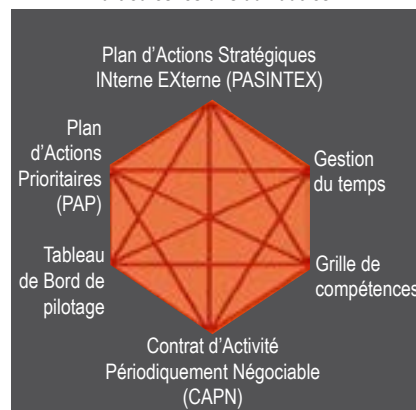 Plan d’Actions Stratégiques
INterne EXterne (PASINTEX)
Plan
d’Actions
Prioritaires
(PAP)
Gestion
du temps
Tableau
de Bord de
pilotage
Grille de
compétences
Contrat d’Activité
Périodiquement Négociable
(CAPN)